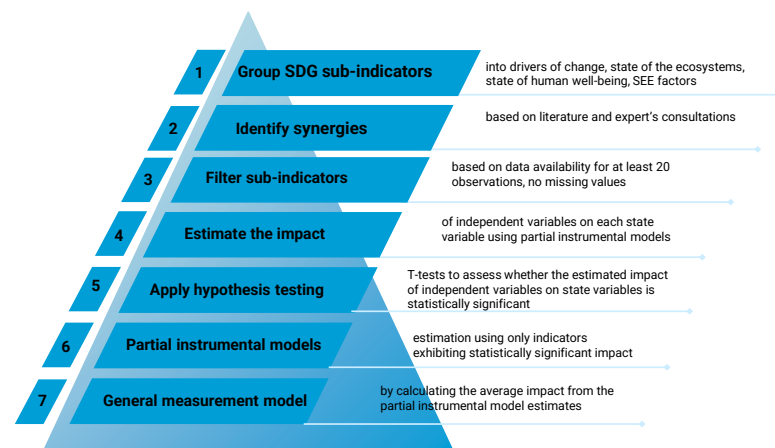 1
Group SDG sub-indicators
into drivers of change, state of the ecosystems,
state of human well-being, SEE factors
2
Identify synergies
based on literature and expert's consultations
3
Filter sub-indicators
based on data availability for at least 20
observations, no missing values
4
Estimate the impact
of independent variables on each state
variable using partial instrumental models
5
Apply hypothesis testing
T-tests to assess whether the estimated impact
of independent variables on state variables is
statistically significant
6
Partial instrumental models
estimation using only indicators
exhibiting statistically significant impact
7
General measurement model
by calculating the average impact from the
partial instrumental model estimates